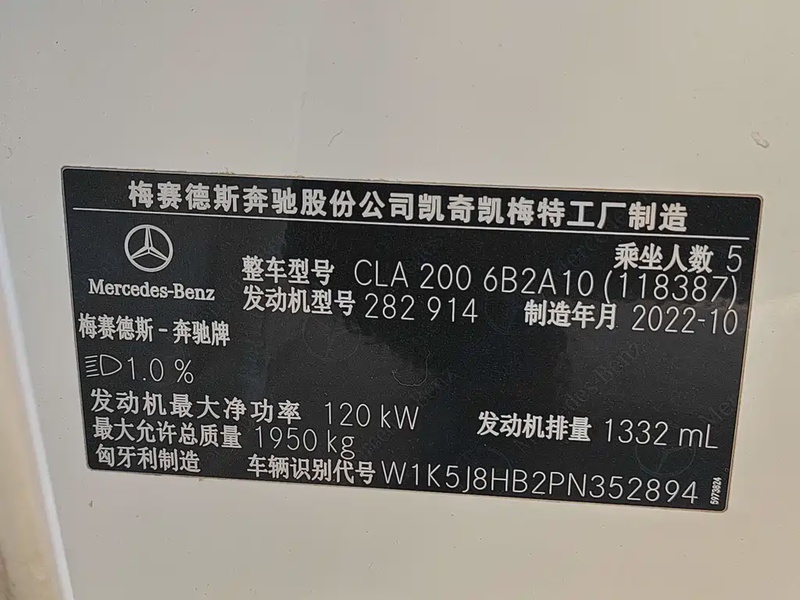 梅赛德斯奔驰股份公司凯奇凯梅特工厂制造
乘坐人数 5
Mercedes-Benz
整车型号 CLA 200 6B2A10 (118387)
发动机型号 282 914
制造年月 2022-10
梅赛德斯-奔驰牌
1.0 %
发动机最大净功率 120 kW
发动机排量 1332 mL
最大允许总质量 1950 kg
匈牙利制造
车辆识别代号 W1K5J8HB2PN352894
5973824